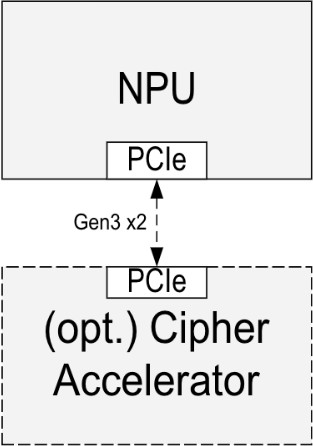 NPU
PCIe
Gen3 x2
PCIe
(opt.) Cipher
Accelerator